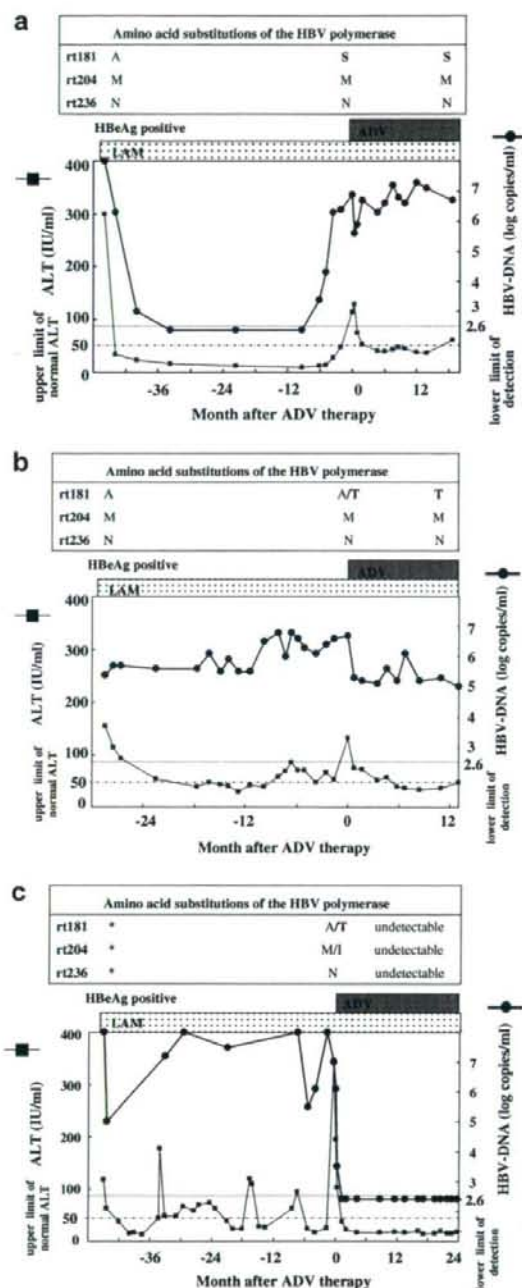 a
Amino acid substitutions of the HBV polymerase
rt181 A S S
rt204 M M M
rt236 N N N
HBeAg positive
ADV
LAM
400
300
200
100
50
0
ALT (IU/ml)
upper limit of
normal ALT
7
6
5
4
3
2.6
HBV-DNA (log copies/ml)
lower limit of
detection
-36 -24 -12 0 12
Month after ADV therapy
b
Amino acid substitutions of the HBV polymerase
rt181 A A/T T
rt204 M M M
rt236 N N N
HBeAg positive
ADV
LAM
400
300
200
100
50
0
ALT (IU/ml)
upper limit of
normal ALT
7
6
5
4
3
2.6
HBV-DNA (log copies/ml)
lower limit of
detection
-24 -12 0 12
Month after ADV therapy
c
Amino acid substitutions of the HBV polymerase
rt181 * A/T undetectable
rt204 * M/I undetectable
rt236 * N undetectable
HBeAg positive
ADV
LAM
400
300
200
100
50
0
ALT (IU/ml)
upper limit of
normal ALT
7
6
5
4
3
2.6
HBV-DNA (log copies/ml)
lower limit of
detection
-36 -24 -12 0 12 24
Month after ADV therapy